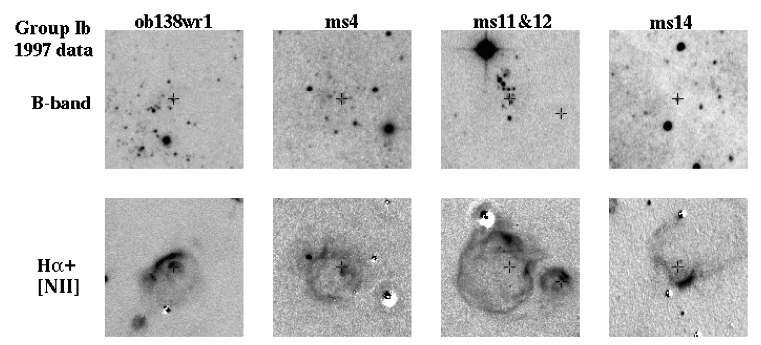 Group Ib
1997 data
ob138wr1
ms4
ms11&12
ms14
B-band
Hα+
[NII]